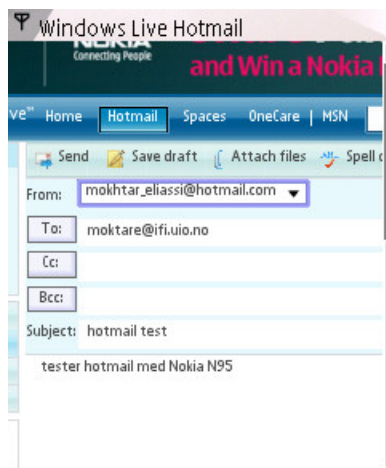 Windows Live Hotmail
NOKIA
Connecting People
and Win a Nokia
ve™ Home Hotmail Spaces OneCare | MSN
Send Save draft Attach files Spell c
From: mokhtar_eliassi@hotmail.com
To: moktare@ifi.uio.no
Cc:
Bcc:
Subject: hotmail test
tester hotmail med Nokia N95